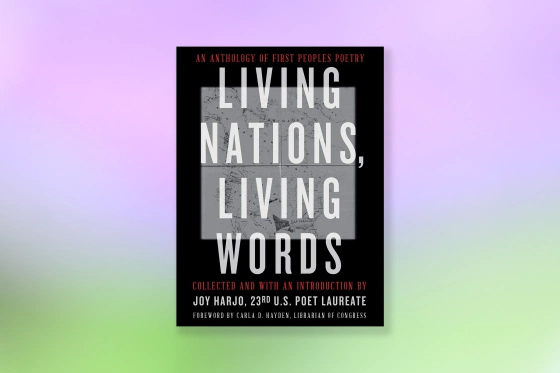 AN ANTHOLOGY OF FIRST PEOPLES POETRY
LIVING
NATIONS,
LIVING
WORDS
COLLECTED AND WITH AN INTRODUCTION BY
JOY HARJO, 23RD U.S. POET LAUREATE
FOREWORD BY CARLA D. HAYDEN, LIBRARIAN OF CONGRESS